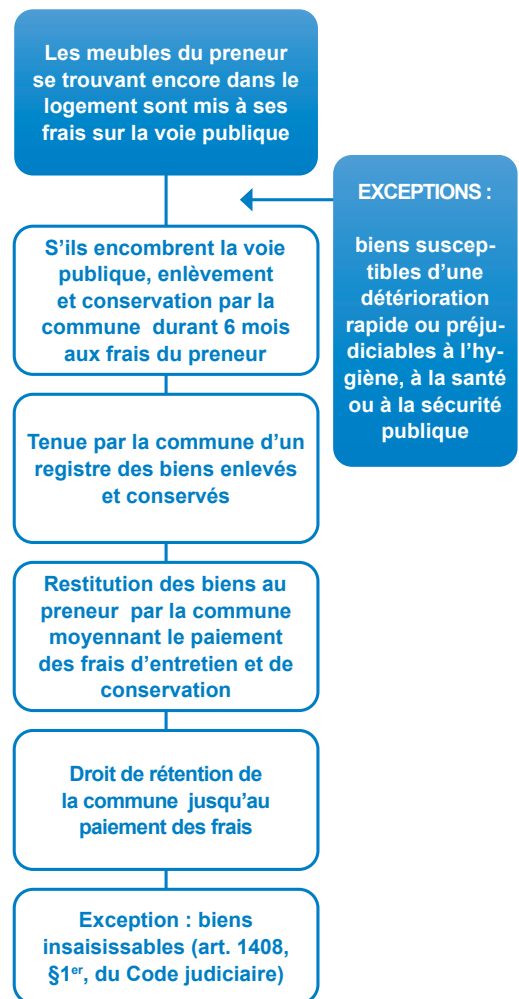 Les meubles du preneur
se trouvant encore dans le
logement sont mis à ses
frais sur la voie publique
EXCEPTIONS :
biens suscep-
tibles d’une
détérioration
rapide ou préju-
diciables à l’hy-
giène, à la santé
ou à la sécurité
publique
S’ils encombrent la voie
publique, enlèvement
et conservation par la
commune durant 6 mois
aux frais du preneur
Tenue par la commune d’un
registre des biens enlevés
et conservés
Restitution des biens au
preneur par la commune
moyennant le paiement
des frais d’entretien et de
conservation
Droit de rétention de
la commune jusqu’au
paiement des frais
Exception : biens
insaisissables (art. 1408,
§1er, du Code judiciaire)